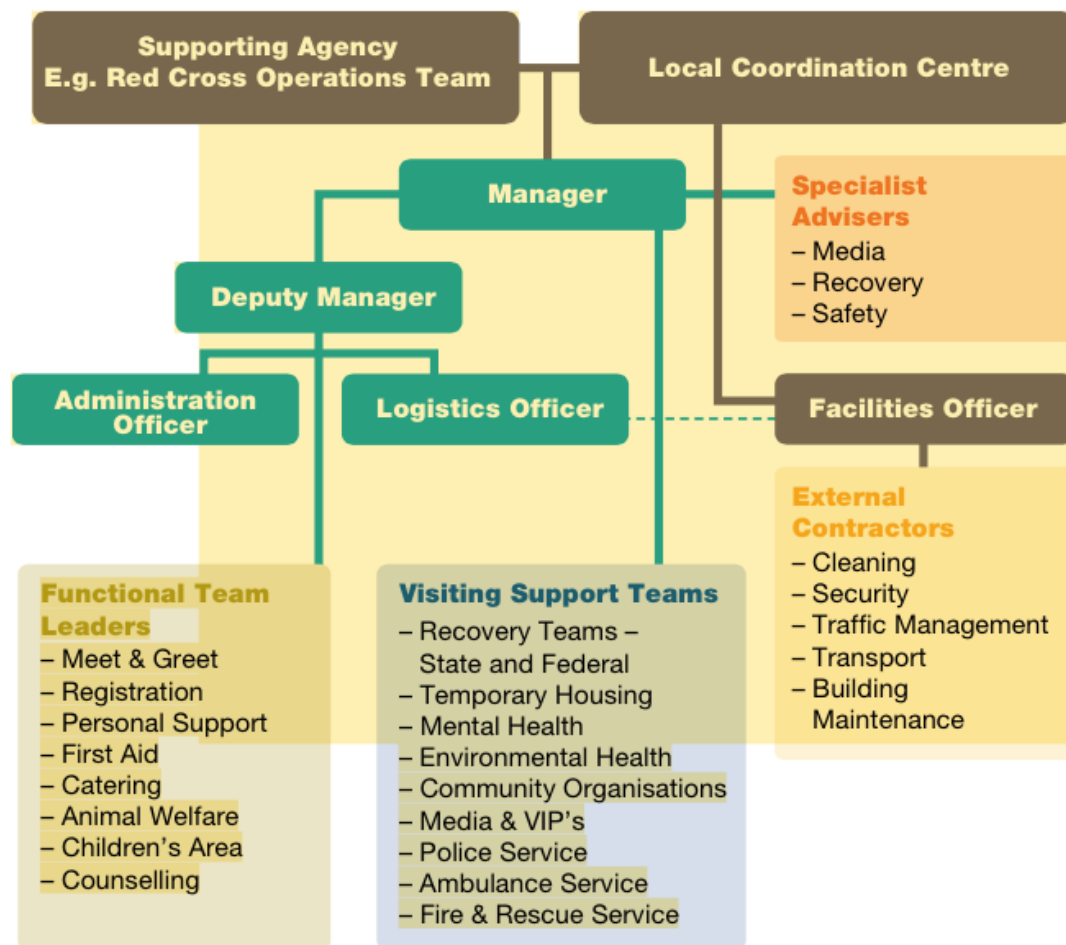 Supporting Agency
E.g. Red Cross Operations Team
Local Coordination Centre
Manager
Specialist
Advisers
– Media
– Recovery
– Safety
Deputy Manager
Administration
Officer
Logistics Officer
Facilities Officer
External
Contractors
– Cleaning
– Security
– Traffic Management
– Transport
– Building
Maintenance
Functional Team
Leaders
– Meet & Greet
– Registration
– Personal Support
– First Aid
– Catering
– Animal Welfare
– Children’s Area
– Counselling
Visiting Support Teams
– Recovery Teams –
State and Federal
– Temporary Housing
– Mental Health
– Environmental Health
– Community Organisations
– Media & VIP’s
– Police Service
– Ambulance Service
– Fire & Rescue Service